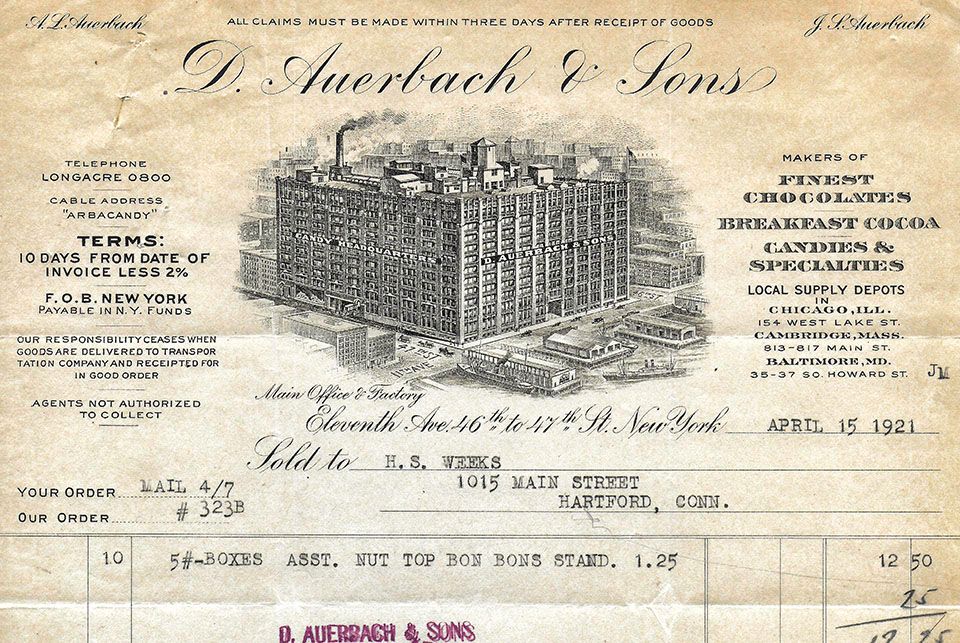 A. L. Auerbach
ALL CLAIMS MUST BE MADE WITHIN THREE DAYS AFTER RECEIPT OF GOODS
J. S. Auerbach
D. Auerbach & Sons
TELEPHONE
LONGACRE 0800
CABLE ADDRESS
"ARBACANDY"
TERMS:
10 DAYS FROM DATE OF
INVOICE LESS 2%
F.O.B. NEW YORK
PAYABLE IN N.Y. FUNDS
OUR RESPONSIBILITY CEASES WHEN
GOODS ARE DELIVERED TO TRANSPOR
TATION COMPANY AND RECEIPTED FOR
IN GOOD ORDER
AGENTS NOT AUTHORIZED
TO COLLECT
CANDY HEADQUARTERS
D. AUERBACH & SONS
MAKERS OF
FINEST
CHOCOLATES
BREAKFAST COCOA
CANDIES &
SPECIALTIES
LOCAL SUPPLY DEPOTS
IN
CHICAGO, ILL.
154 WEST LAKE ST.
CAMBRIDGE, MASS.
813-817 MAIN ST.
BALTIMORE, MD.
35-37 SO. HOWARD ST.
JM
Main Office & Factory
Eleventh Ave. 46th to 47th St. New York APRIL 15 1921
Sold to H.S. WEEKS
1015 MAIN STREET
HARTFORD, CONN.
YOUR ORDER MAIL 4/7
OUR ORDER # 323B
10 5#-BOXES ASST. NUT TOP BON BONS STAND. 1.25 12 50
25
D. AUERBACH & SONS